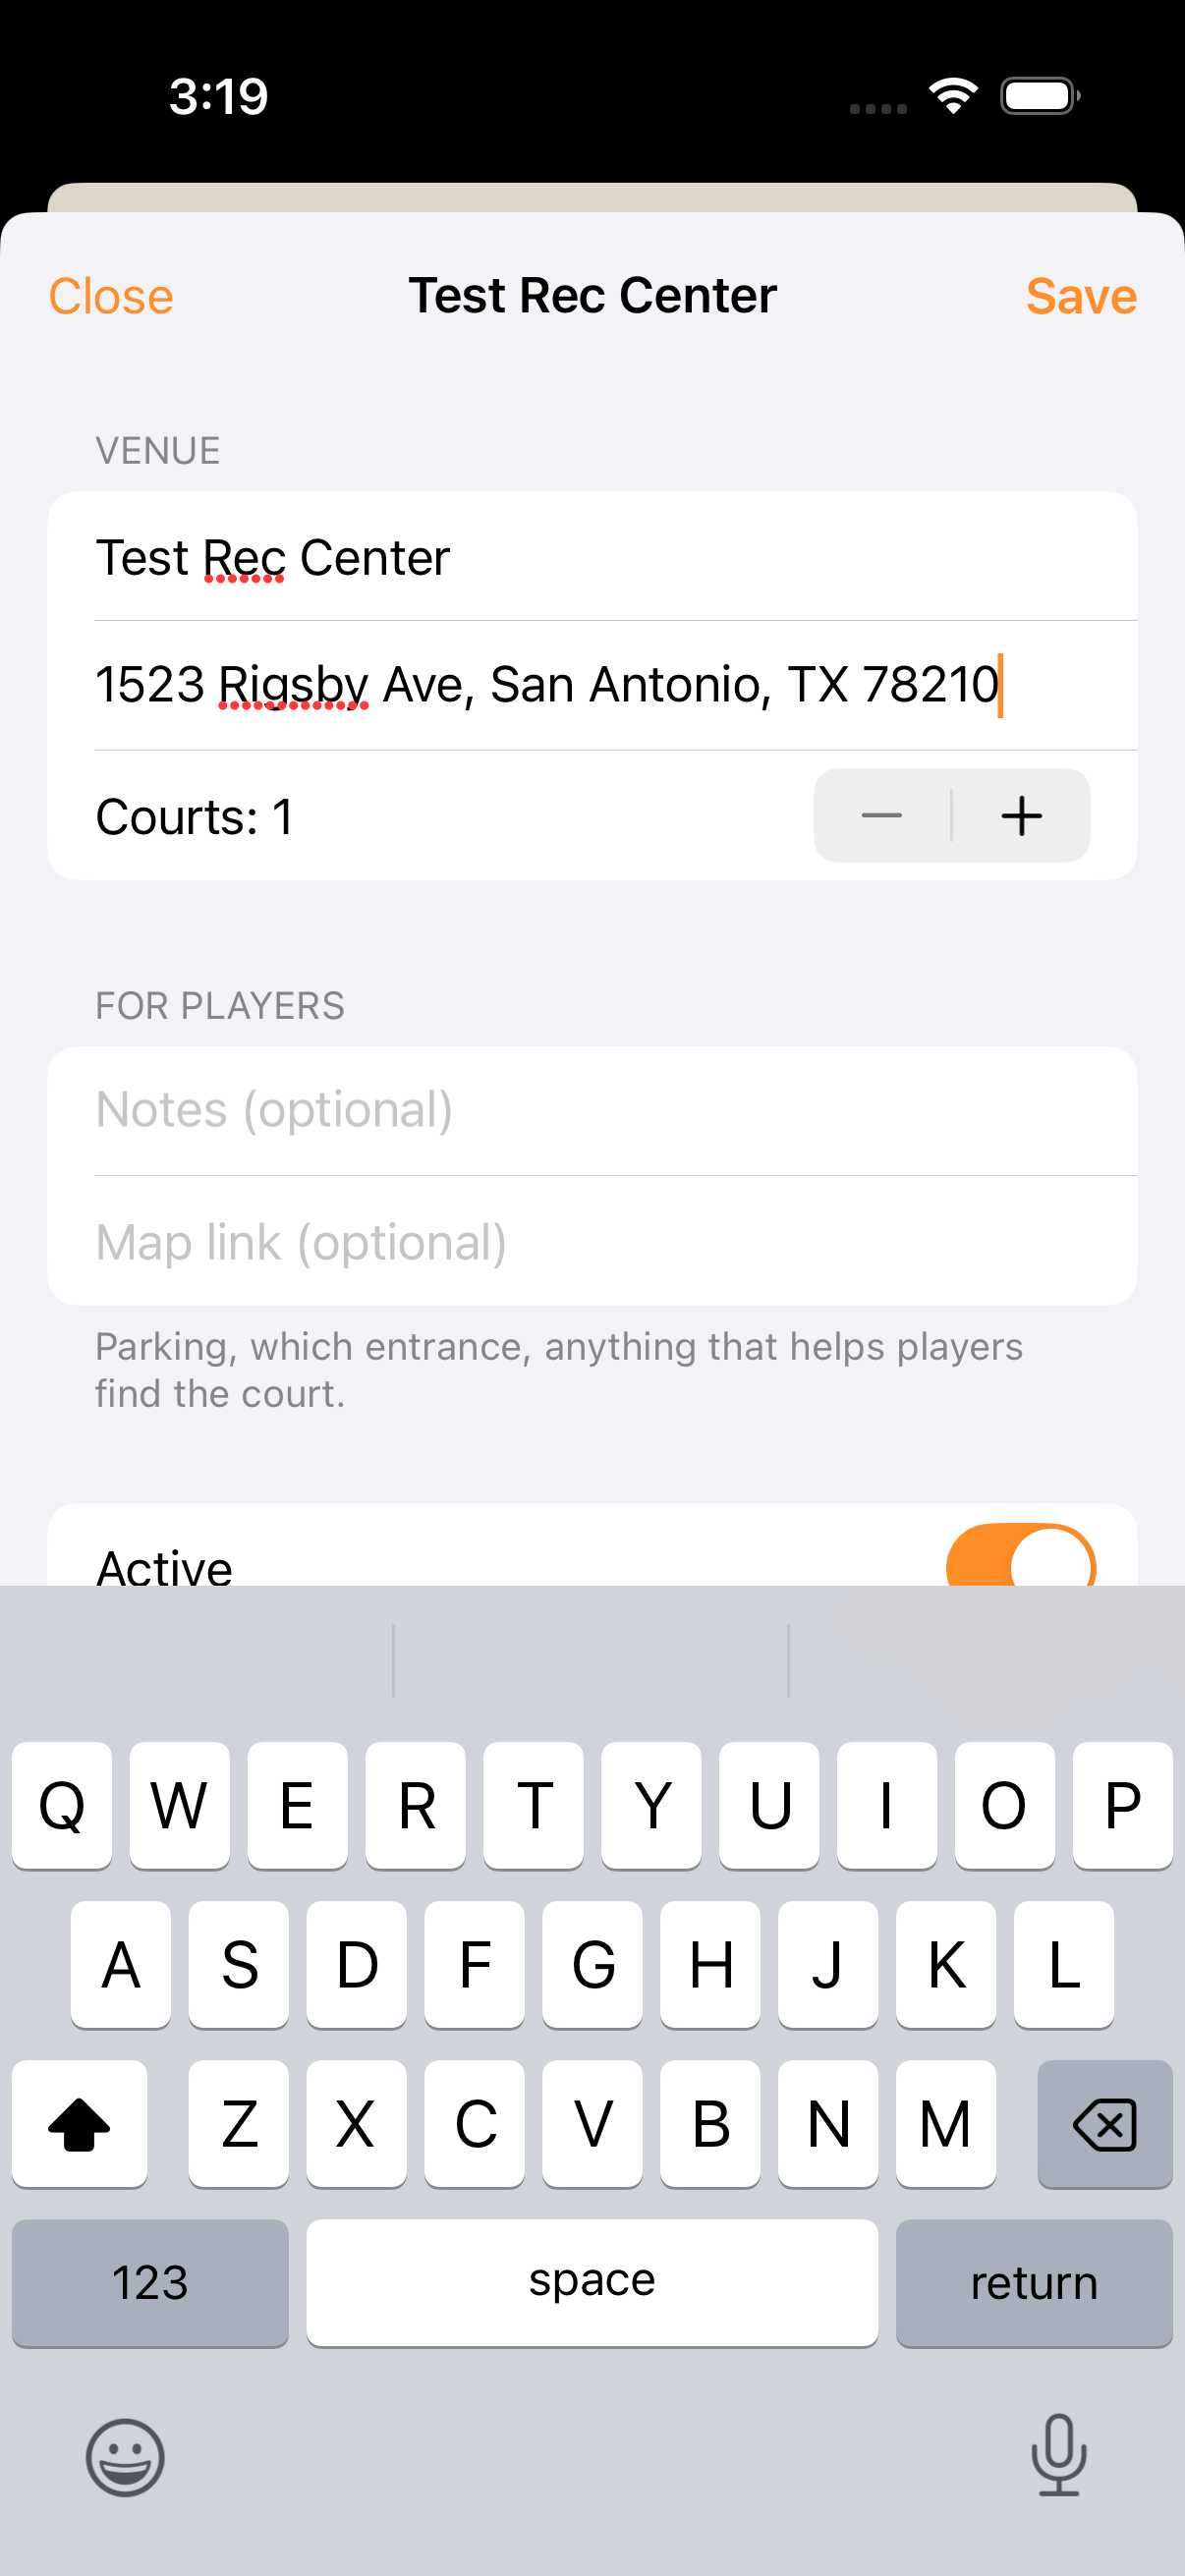 3:19
Close
Test Rec Center
Save
VENUE
Test Rec Center
1523 Rigsby Ave, San Antonio, TX 78210
Courts: 1
FOR PLAYERS
Notes (optional)
Map link (optional)
Parking, which entrance, anything that helps players
find the court.
Active
Q W E R T Y U I O P
A S D F G H J K L
Z X C V B N M
123
space
return